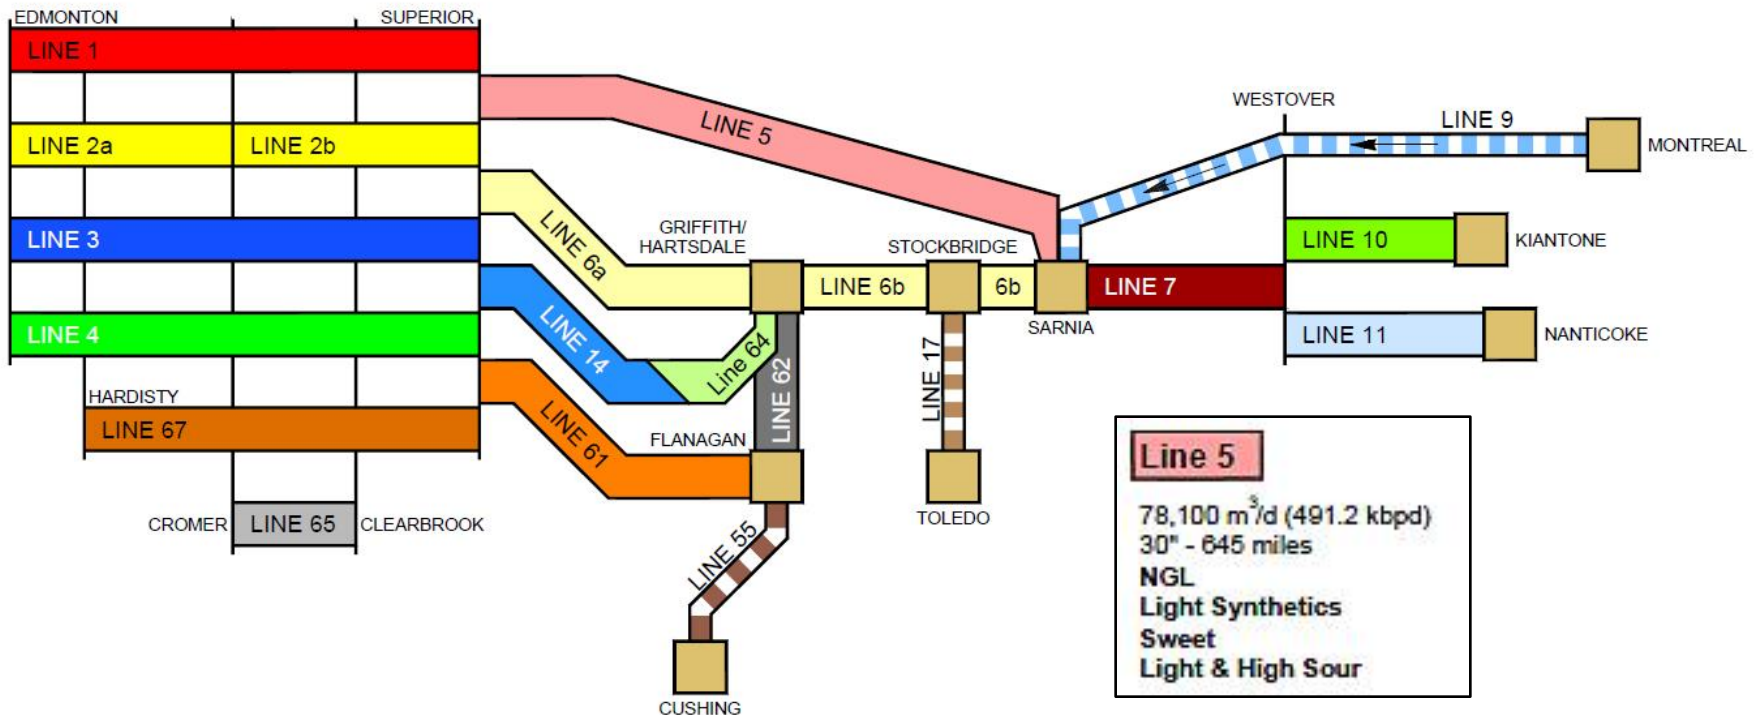 EDMONTON
SUPERIOR
LINE 1
LINE 5
WESTOVER
LINE 9
MONTREAL
LINE 2a
LINE 2b
LINE 3
LINE 6a
GRIFFITH/
HARTSDALE
STOCKBRIDGE
LINE 10
KIANTONE
LINE 6b
6b
LINE 7
SARNIA
LINE 4
LINE 14
Line 64
LINE 62
LINE 17
LINE 11
NANTICOKE
HARDISTY
LINE 67
LINE 61
FLANAGAN
TOLEDO
CROMER
LINE 65
CLEARBROOK
LINE 55
CUSHING
Line 5
78,100 m³/d (491.2 kbpd)
30" - 645 miles
NGL
Light Synthetics
Sweet
Light & High Sour